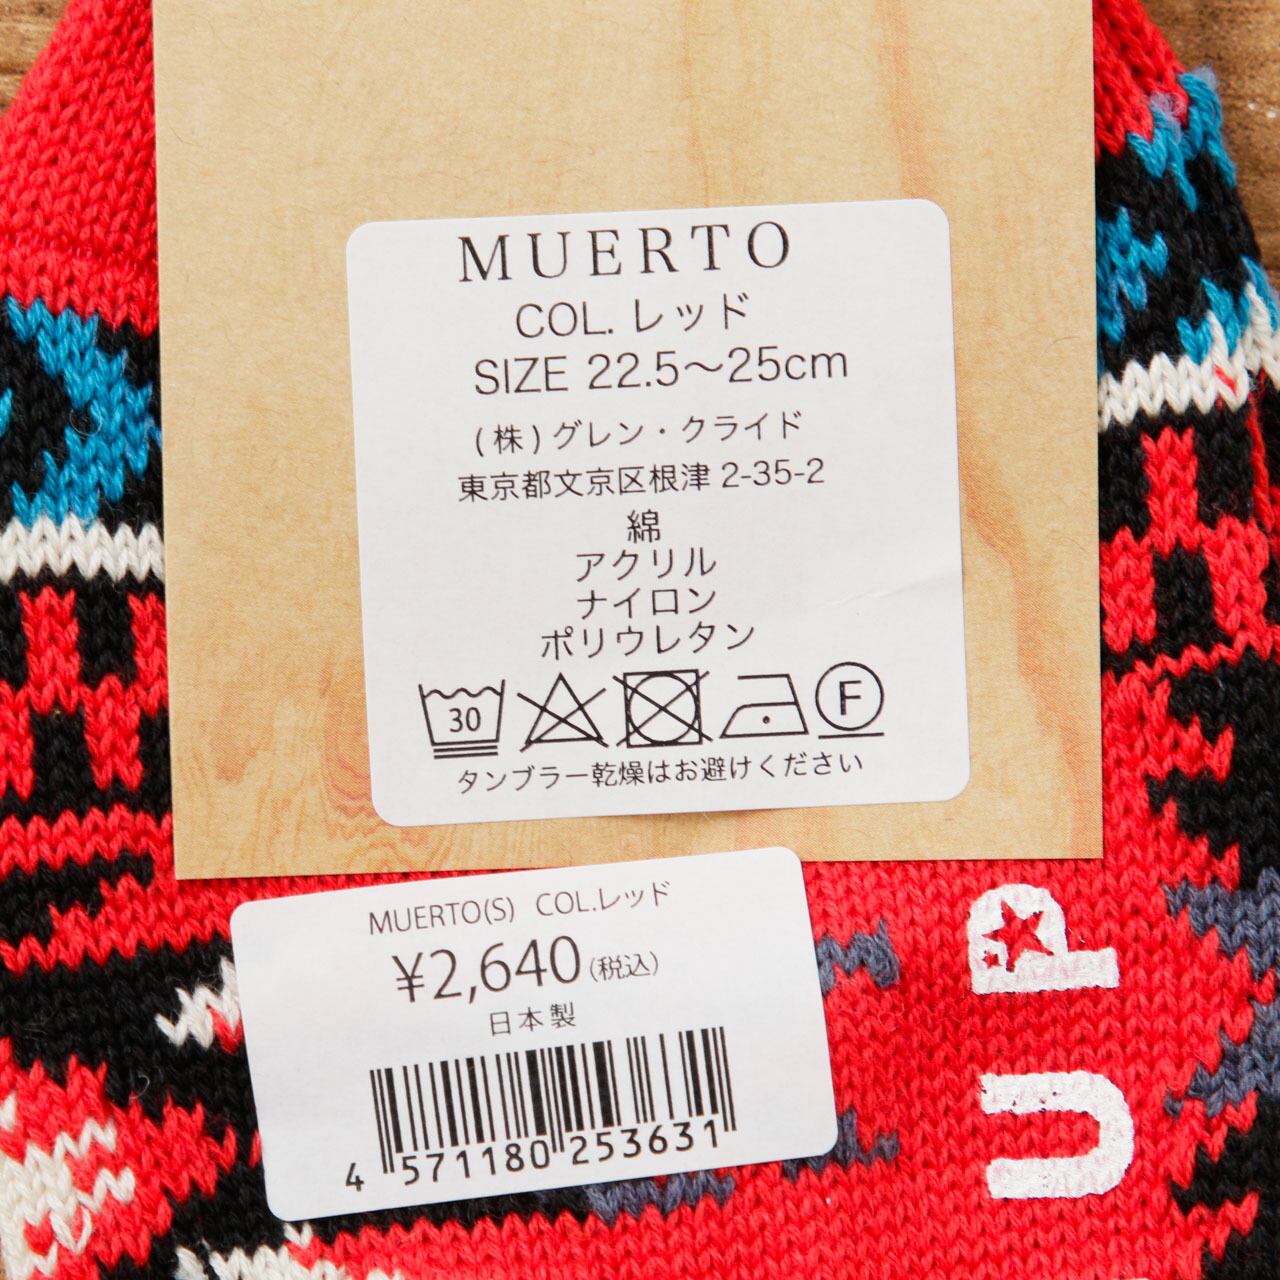 MUERTO
COL. レッド
SIZE 22.5〜25cm
(株)グレン・クライド
東京都文京区根津 2-35-2
綿
アクリル
ナイロン
ポリウレタン
30
F
タンブラー乾燥はお避けください
MUERTO(S) COL.レッド
¥2,640(税込)
日本製
4 571180 253631
UP